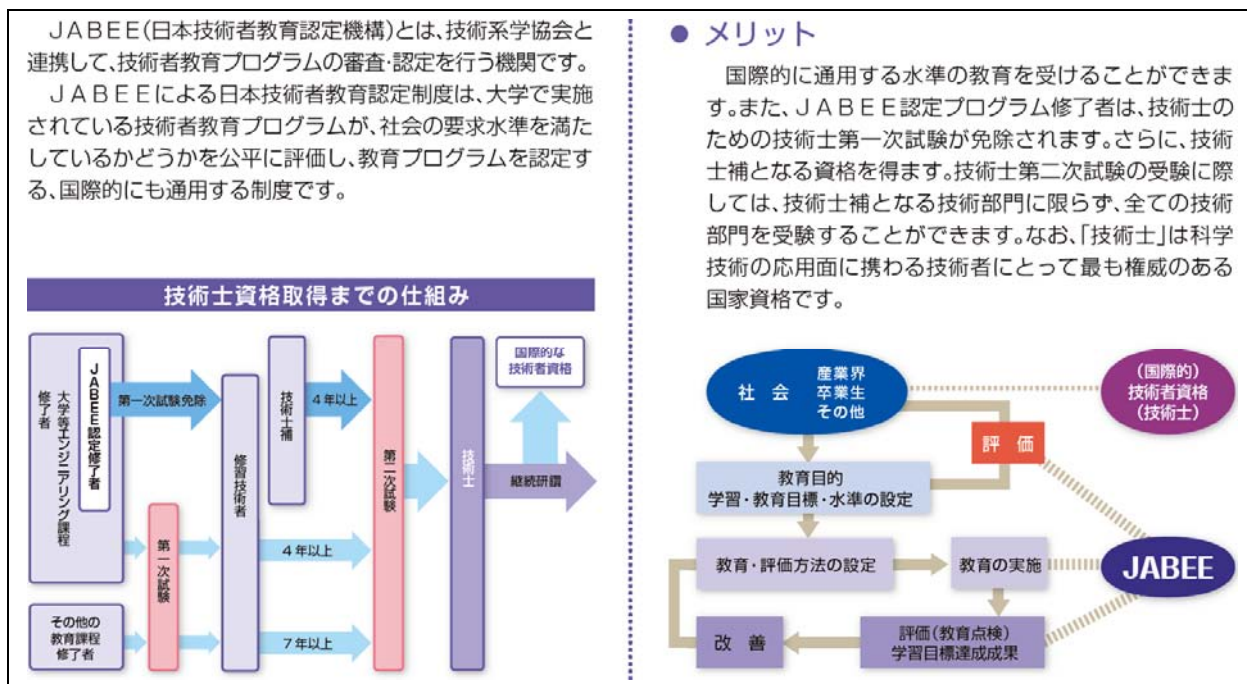 JABEE(日本技術者教育認定機構)とは、技術系学協会と
連携して、技術者教育プログラムの審査・認定を行う機関です。
JABEEによる日本技術者教育認定制度は、大学で実施
されている技術者教育プログラムが、社会の要求水準を満た
しているかどうかを公平に評価し、教育プログラムを認定す
る、国際的にも通用する制度です。
技術士資格取得までの仕組み
大学等エンジニアリング課程
修了者
JABEE認定修了者
第一次試験免除
第一次試験
修習技術者
技術士補
4年以上
4年以上
7年以上
第二次試験
技術士
国際的な
技術者資格
継続研鑽
その他の
教育課程
修了者
● メリット
国際的に通用する水準の教育を受けることができま
す。また、JABEE認定プログラム修了者は、技術士の
ための技術士第一次試験が免除されます。さらに、技術
士補となる資格を得ます。技術士第二次試験の受験に際
しては、技術士補となる技術部門に限らず、全ての技術
部門を受験することができます。なお、「技術士」は科学
技術の応用面に携わる技術者にとって最も権威のある
国家資格です。
社会
産業界
卒業生
その他
(国際的)
技術者資格
(技術士)
評価
教育目的
学習・教育目標・水準の設定
教育・評価方法の設定
教育の実施
JABEE
改善
評価(教育点検)
学習目標達成成果